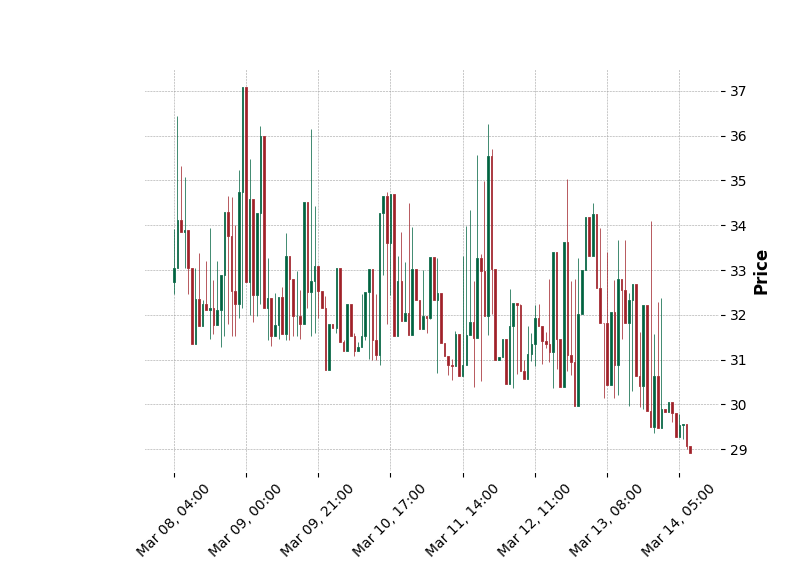 37
36
35
34
33
32
31
30
29
Price
Mar 08, 04:00
Mar 09, 00:00
Mar 09, 21:00
Mar 10, 17:00
Mar 11, 14:00
Mar 12, 11:00
Mar 13, 08:00
Mar 14, 05:00